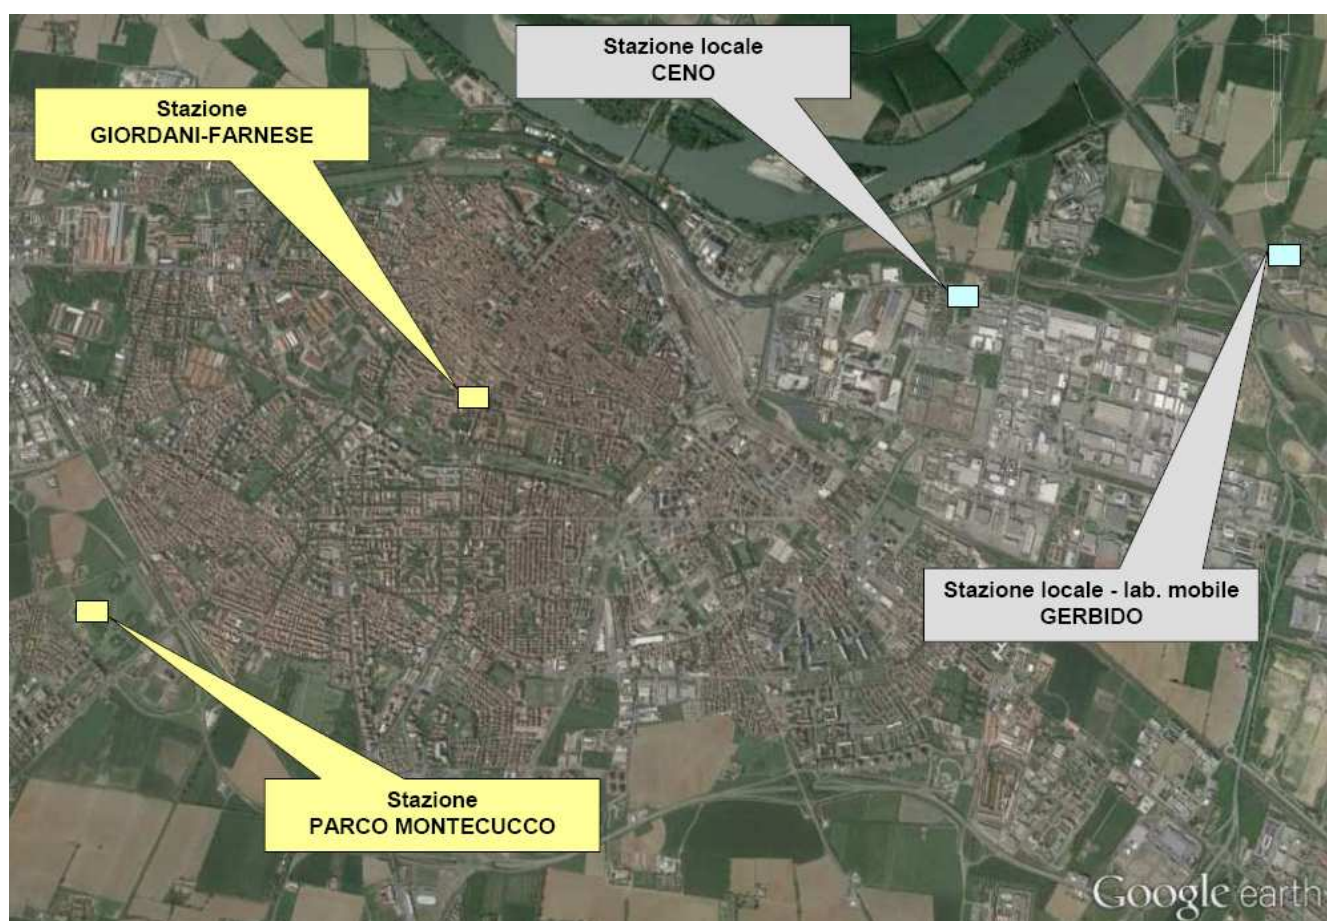 Stazione locale
CENO
Stazione
GIORDANI-FARNESE
Stazione locale - lab. mobile
GERBIDO
Stazione
PARCO MONTECUCCO
Google earth